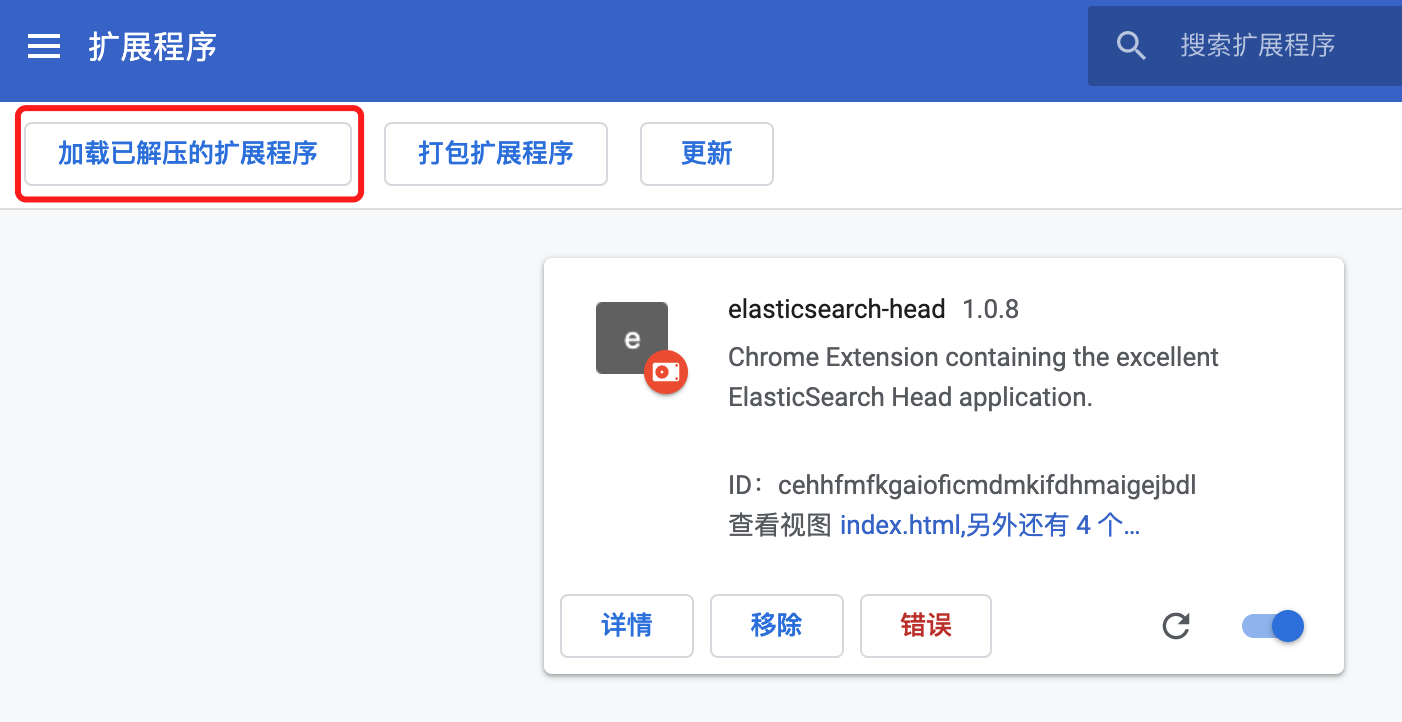 扩展程序
搜索扩展程序
加载已解压的扩展程序
打包扩展程序
更新
e
elasticsearch-head 1.0.8
Chrome Extension containing the excellent
ElasticSearch Head application.
ID：cehhfmfkgaioficmdmkifdhmaigejbdl
查看视图 index.html,另外还有 4 个...
详情
移除
错误